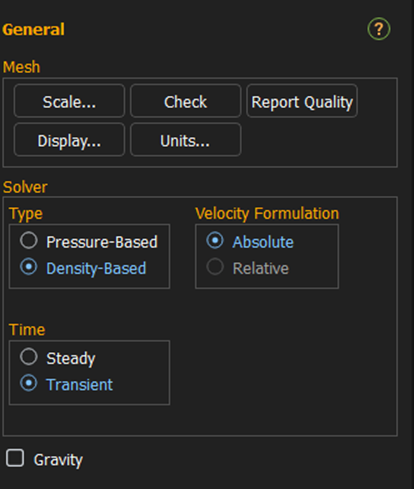 General ?
Mesh
Scale... Check Report Quality
Display... Units...
Solver
Type Velocity Formulation
Pressure-Based Absolute
Density-Based Relative
Time
Steady
Transient
Gravity